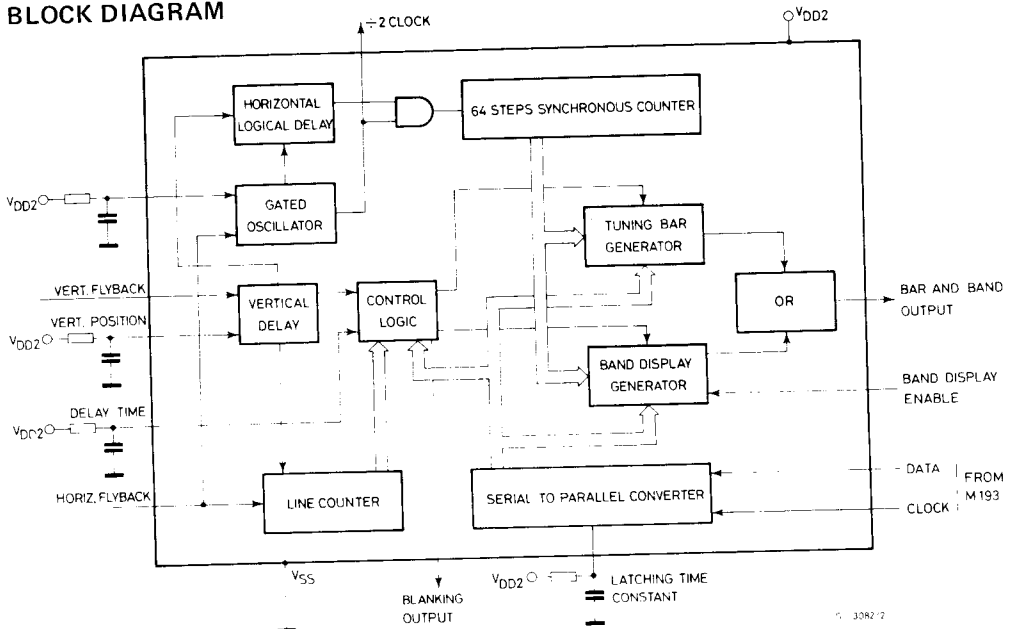 BLOCK DIAGRAM
÷2 CLOCK
VDD2
HORIZONTAL
LOGICAL DELAY
64 STEPS SYNCHRONOUS COUNTER
VDD2
GATED
OSCILLATOR
TUNING BAR
GENERATOR
VERT. FLYBACK
VERTICAL
DELAY
CONTROL
LOGIC
OR
BAR AND BAND
OUTPUT
VERT. POSITION
VDD2
BAND DISPLAY
GENERATOR
BAND DISPLAY
ENABLE
DELAY TIME
VDD2
HORIZ. FLYBACK
LINE COUNTER
SERIAL TO PARALLEL CONVERTER
DATA
FROM
M193
CLOCK
VSS
BLANKING
OUTPUT
VDD2
LATCHING TIME
CONSTANT